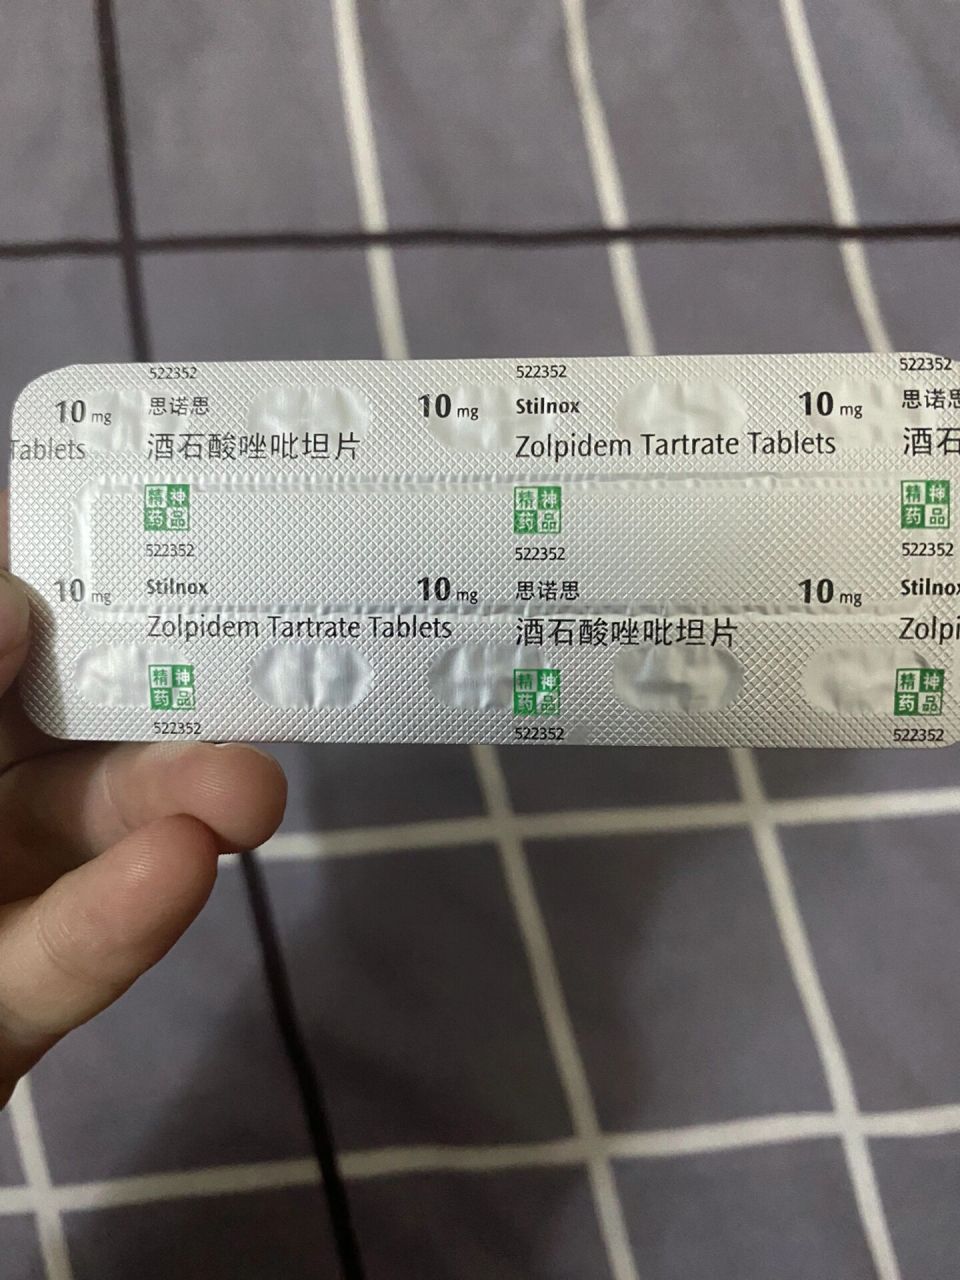 522352 522352 522352
10 mg 思诺思 10 mg Stilnox 10 mg 思诺思
Tablets 酒石酸唑吡坦片 Zolpidem Tartrate Tablets 酒石
精神 精神 精神
药品 药品 药品
522352 522352 522352
10 mg Stilnox 10 mg 思诺思 10 mg Stilnox
Zolpidem Tartrate Tablets 酒石酸唑吡坦片 Zolpi
精神 精神 精神
药品 药品 药品
522352 522352 522352